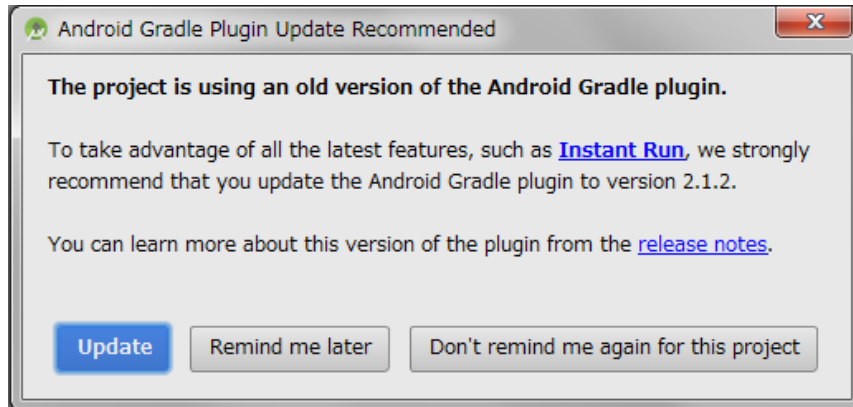 Android Gradle Plugin Update Recommended
The project is using an old version of the Android Gradle plugin.
To take advantage of all the latest features, such as Instant Run, we strongly
recommend that you update the Android Gradle plugin to version 2.1.2.
You can learn more about this version of the plugin from the release notes.
Update
Remind me later
Don't remind me again for this project